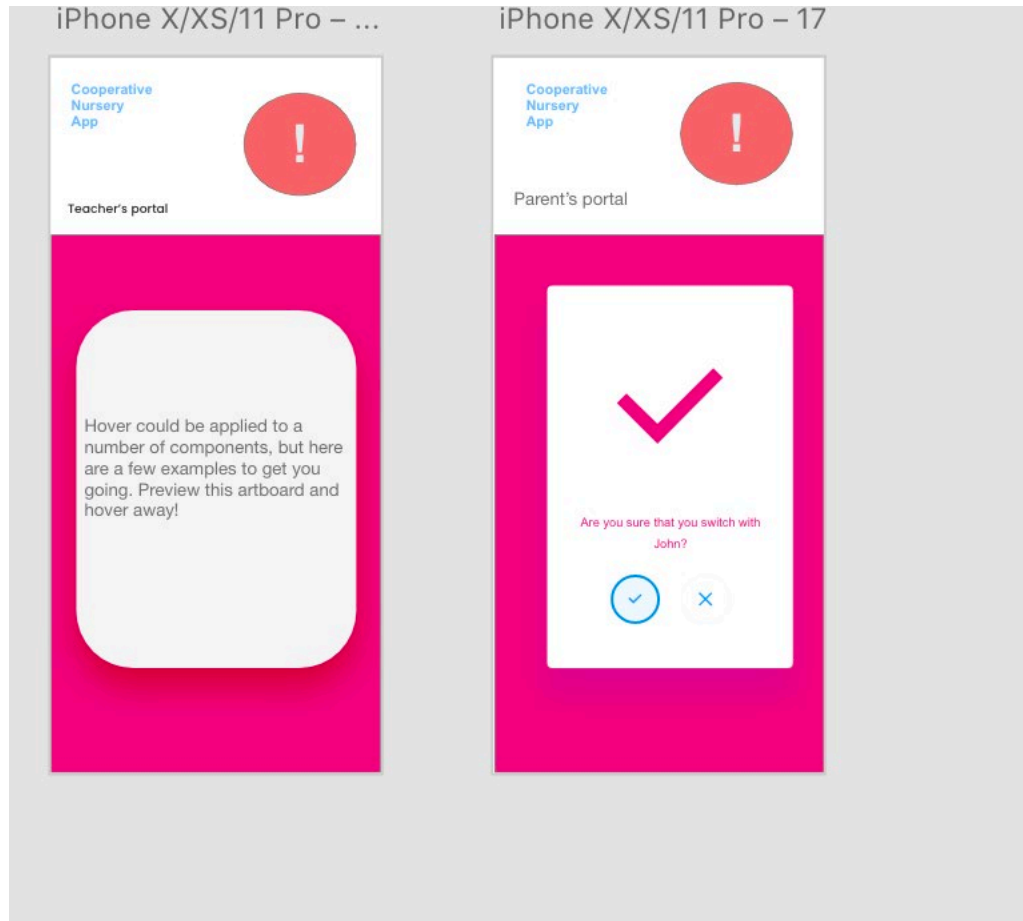 iPhone X/XS/11 Pro – ...
Cooperative
Nursery
App
!
Teacher's portal
Hover could be applied to a
number of components, but here
are a few examples to get you
going. Preview this artboard and
hover away!
iPhone X/XS/11 Pro – 17
Cooperative
Nursery
App
!
Parent's portal
Are you sure that you switch with
John?